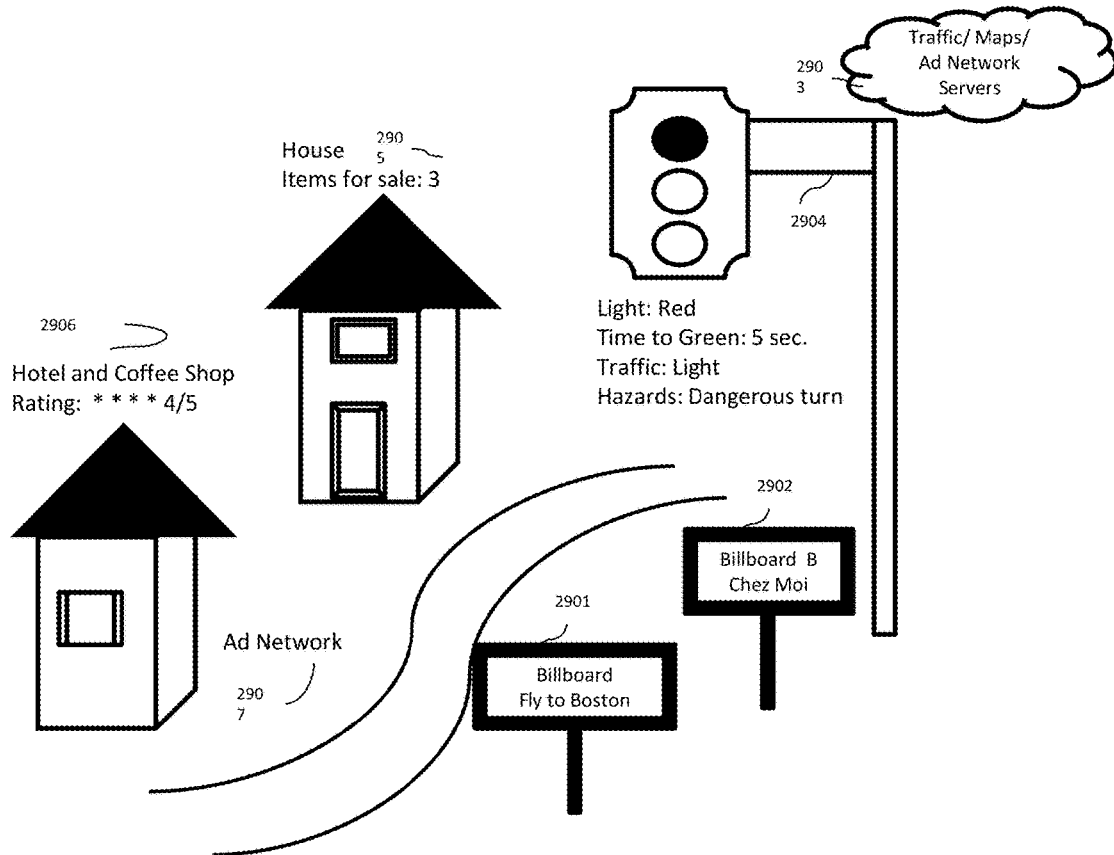 Traffic/ Maps/
Ad Network
Servers
290
3
House
290
5
Items for sale: 3
2904
2906
Hotel and Coffee Shop
Rating: * * * * 4/5
Light: Red
Time to Green: 5 sec.
Traffic: Light
Hazards: Dangerous turn
2902
Billboard B
Chez Moi
2901
Billboard
Fly to Boston
Ad Network
290
7